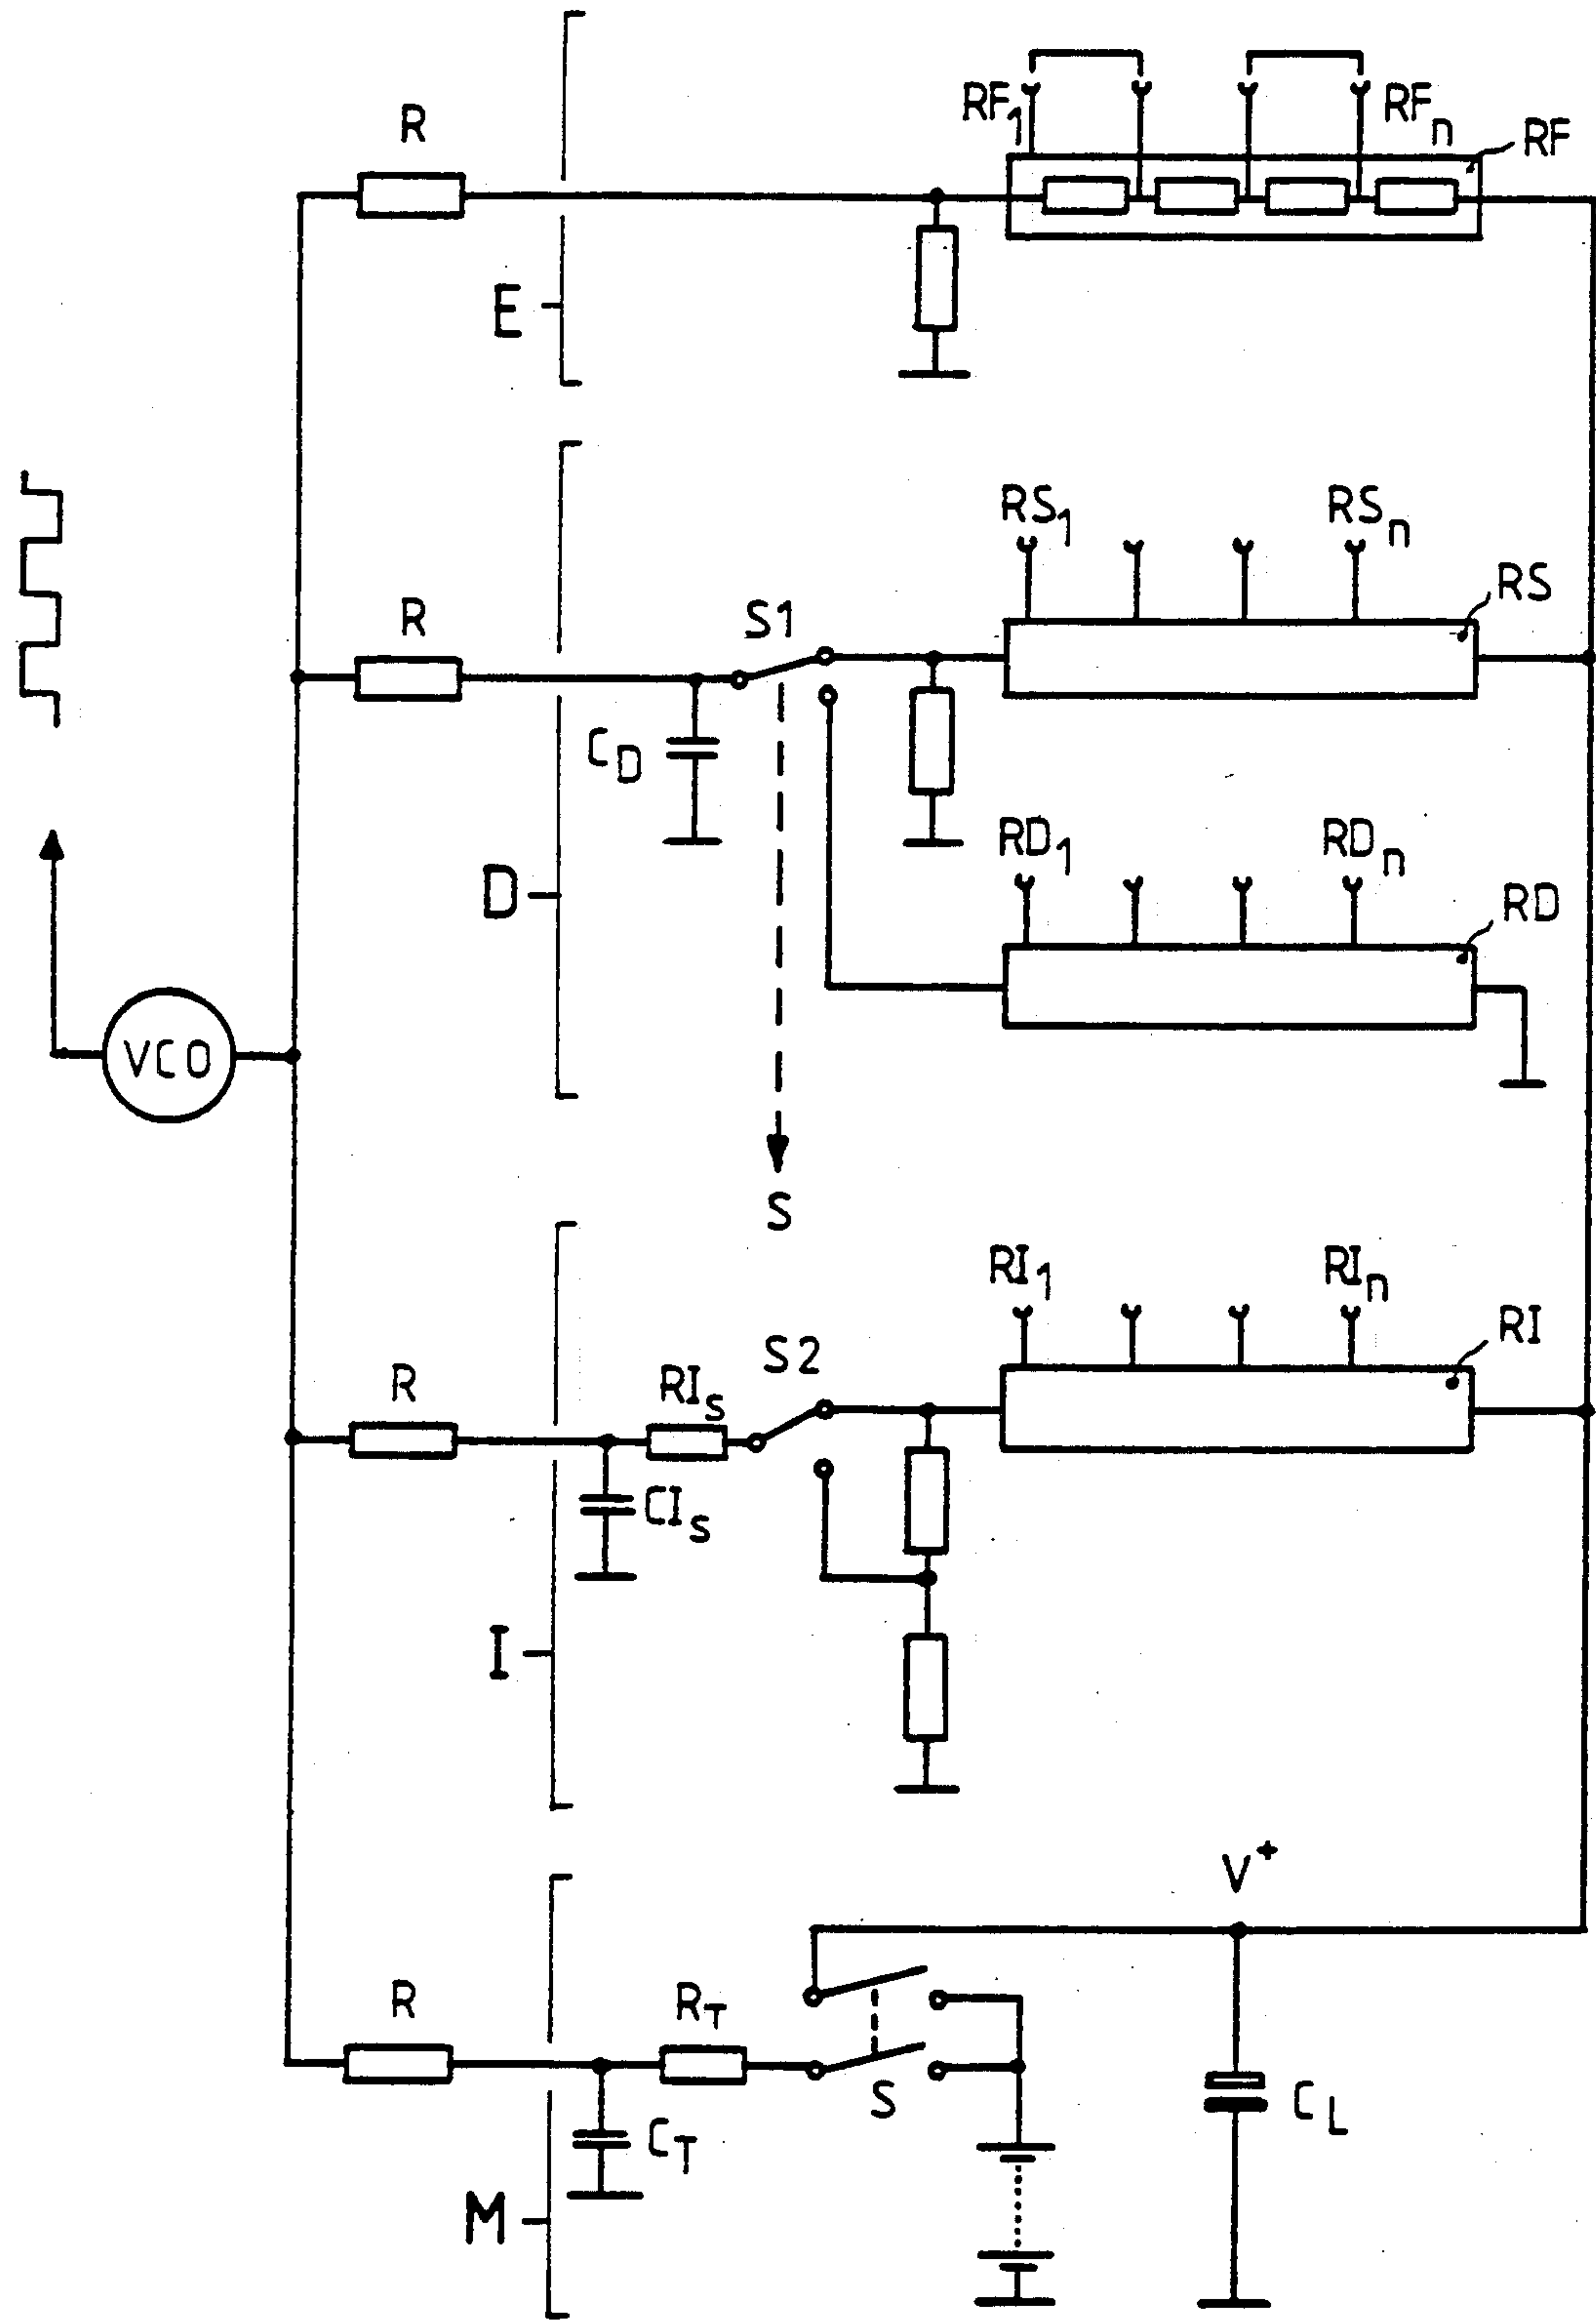 R
RF1
RFn
RF
E
R
S1
RS1
RSn
RS
CD
D
RD1
RDn
RD
VCO
S
R
RIs
S2
RI1
RIn
RI
CIs
I
V+
R
RT
S
CT
CL
M